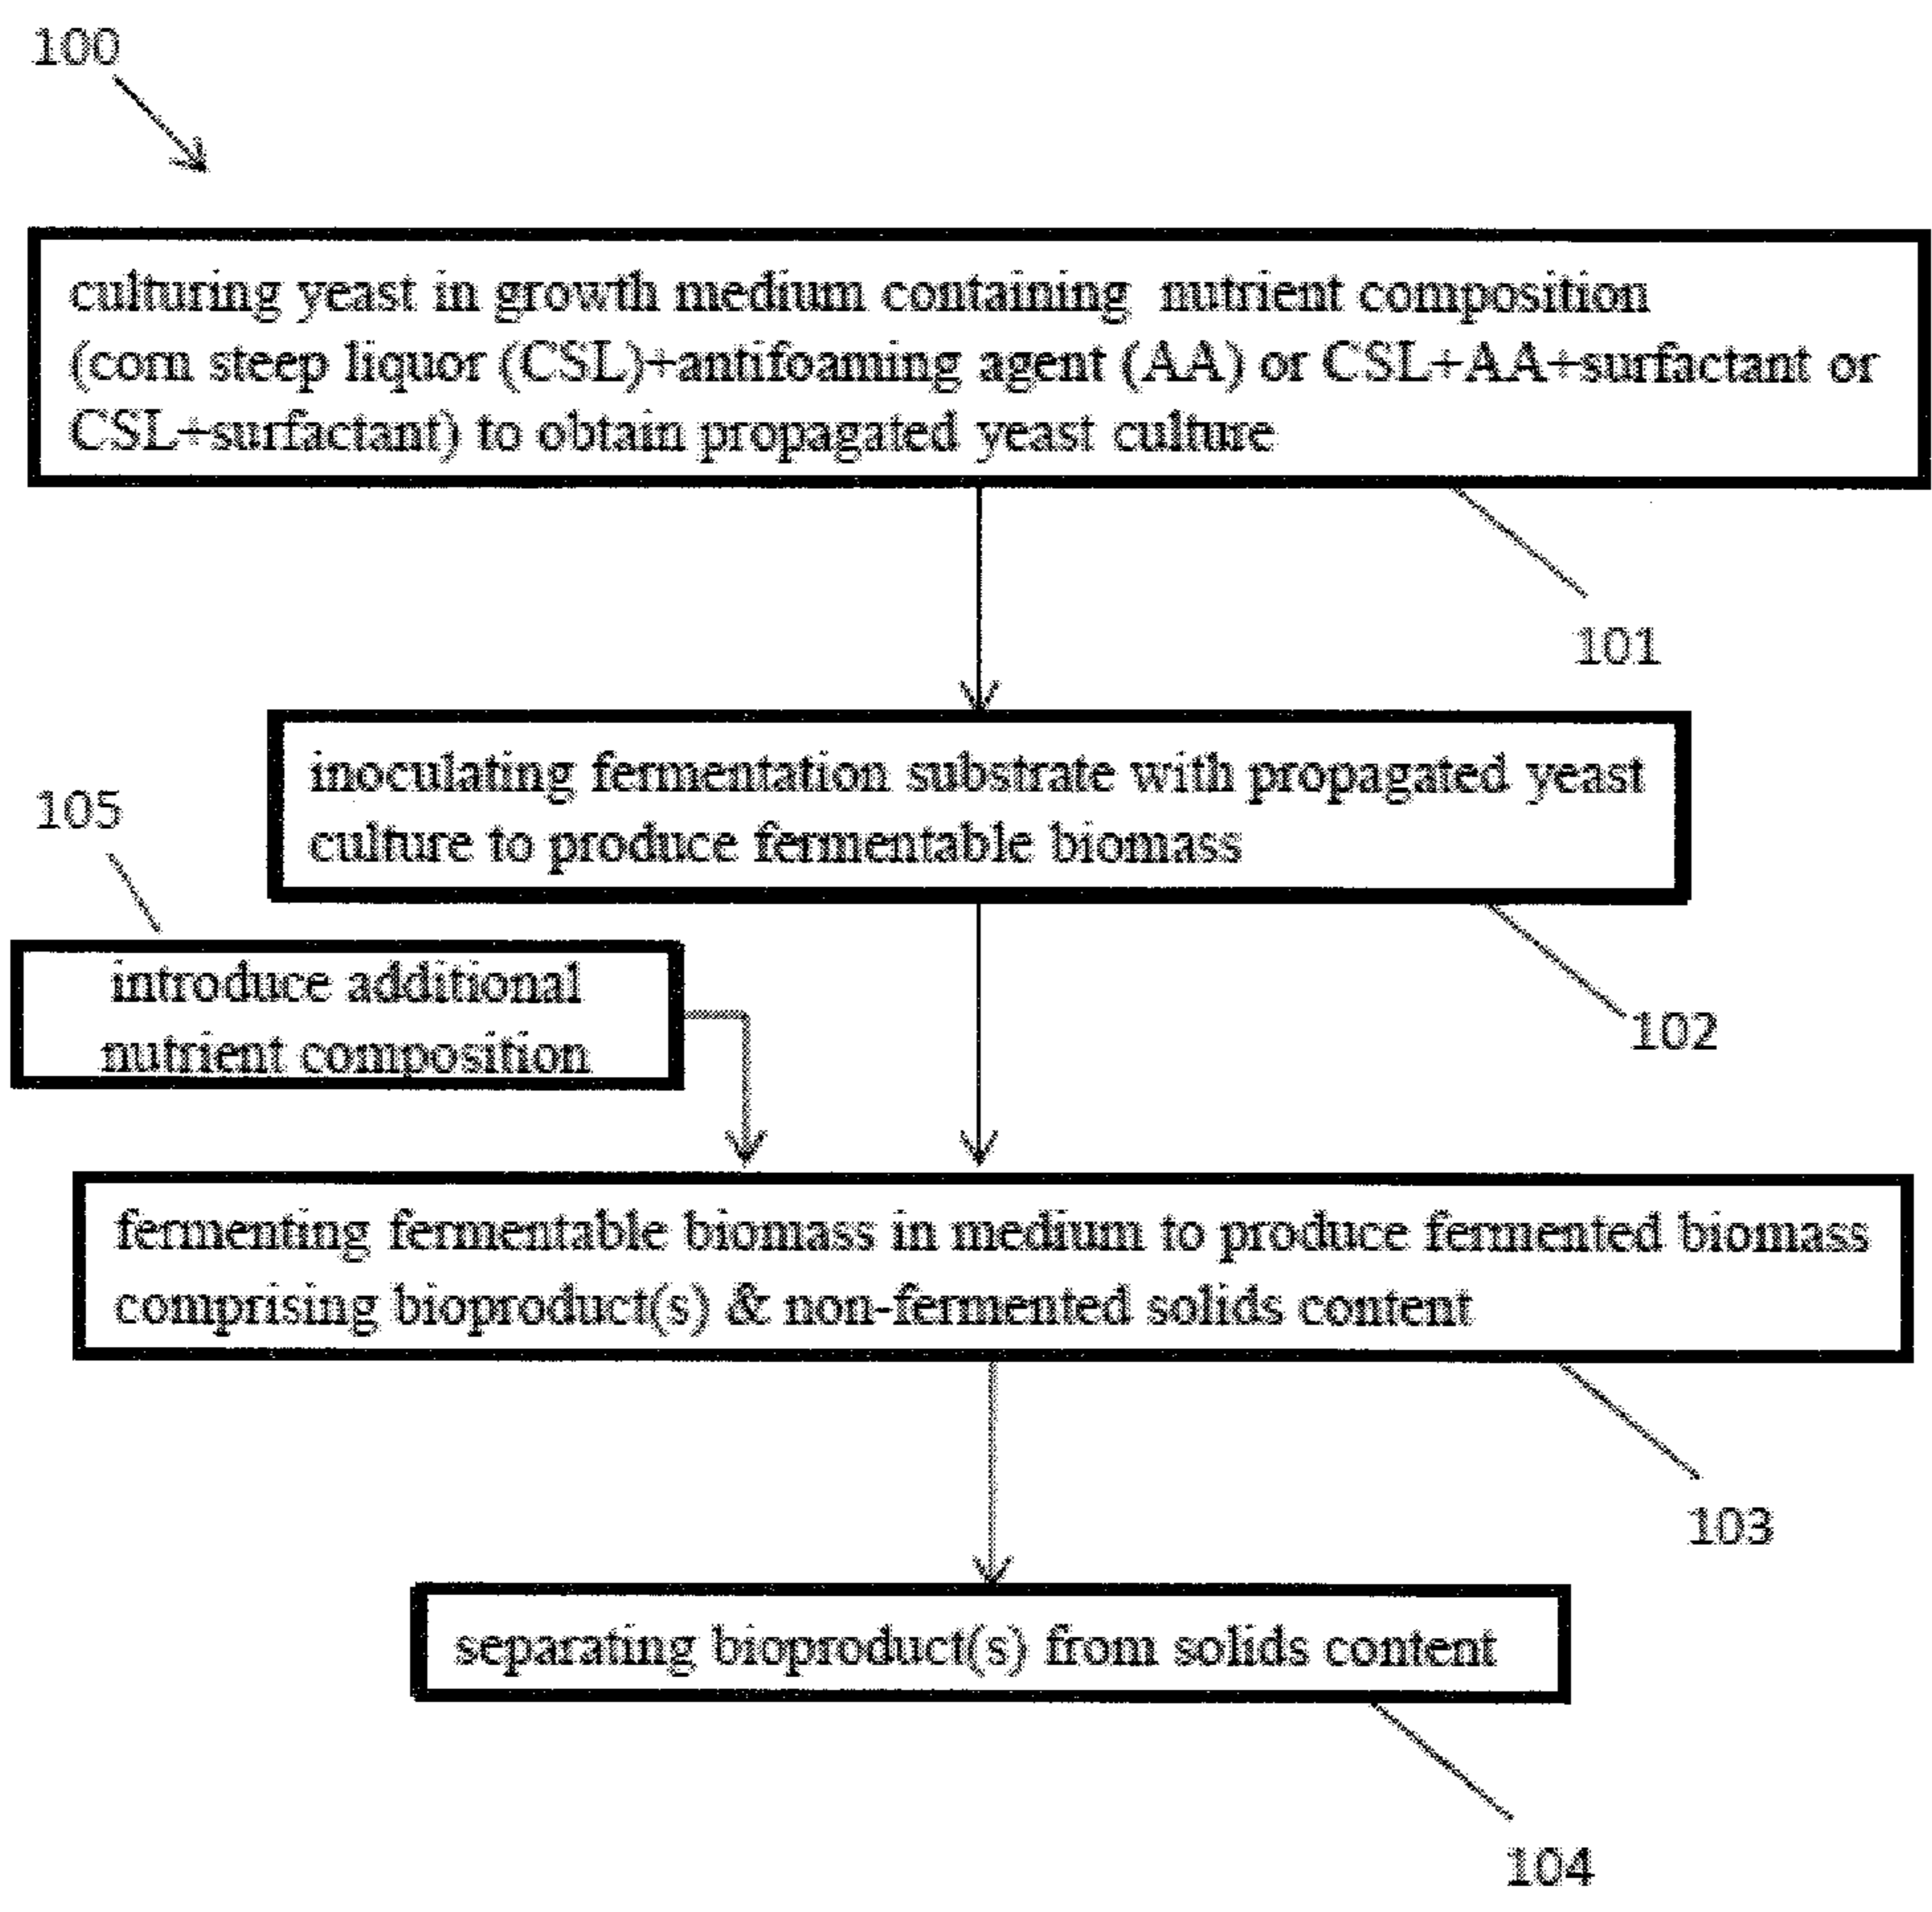 100
culturing yeast in growth medium containing nutrient composition
(corn steep liquor (CSL)+antifoaming agent (AA) or CSL+AA+surfactant or
CSL+surfactant) to obtain propagated yeast culture
101
inoculating fermentation substrate with propagated yeast
culture to produce fermentable biomass
102
105
introduce additional
nutrient composition
fermenting fermentable biomass in medium to produce fermented biomass
comprising bioproduct(s) & non-fermented solids content
103
separating bioproduct(s) from solids content
104